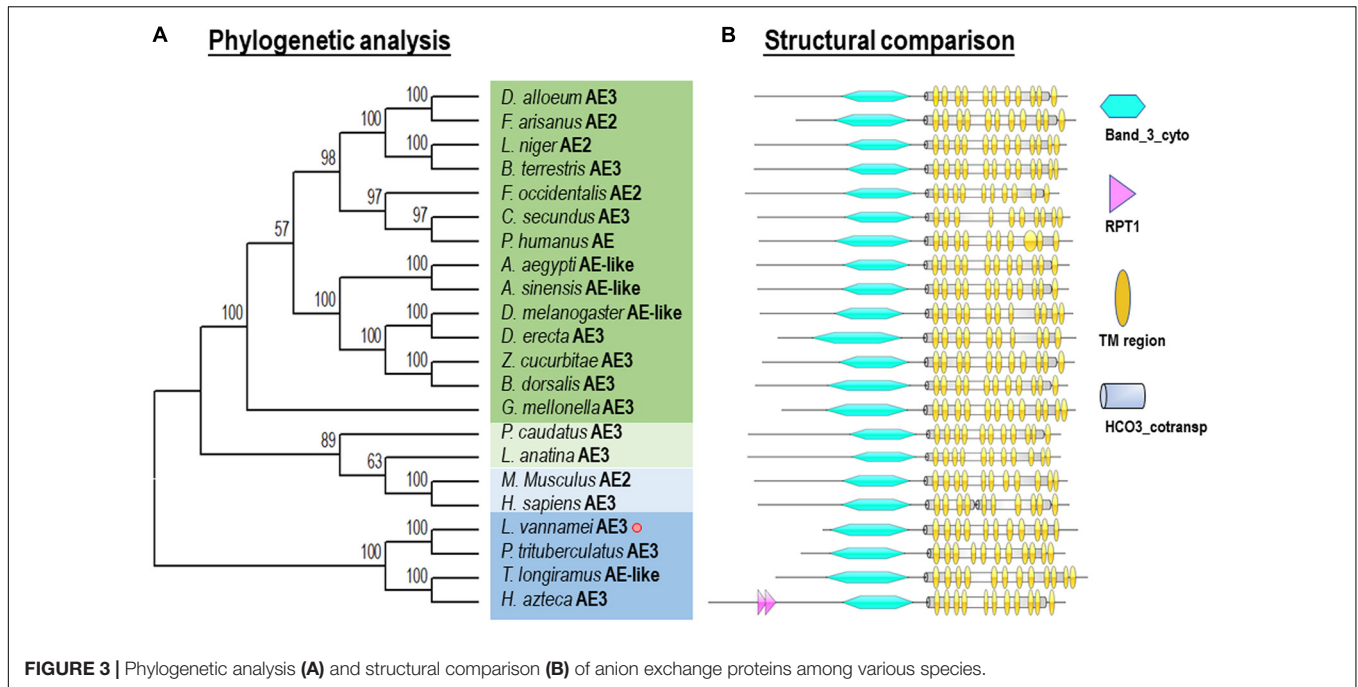 A Phylogenetic analysis
B Structural comparison
D. alloeum AE3
F. arisanus AE2
L. niger AE2
B. terrestris AE3
F. occidentalis AE2
C. secundus AE3
P. humanus AE
A. aegypti AE-like
A. sinensis AE-like
D. melanogaster AE-like
D. erecta AE3
Z. cucurbitae AE3
B. dorsalis AE3
G. mellonella AE3
P. caudatus AE3
L. anatina AE3
M. Musculus AE2
H. sapiens AE3
L. vannamei AE3
P. trituberculatus AE3
T. longiramus AE-like
H. azteca AE3
100
100
100
98
97
97
57
100
100
100
100
100
100
89
63
100
100
100
100
Band_3_cyto
RPT1
TM region
HCO3_cotransp
FIGURE 3 | Phylogenetic analysis (A) and structural comparison (B) of anion exchange proteins among various species.